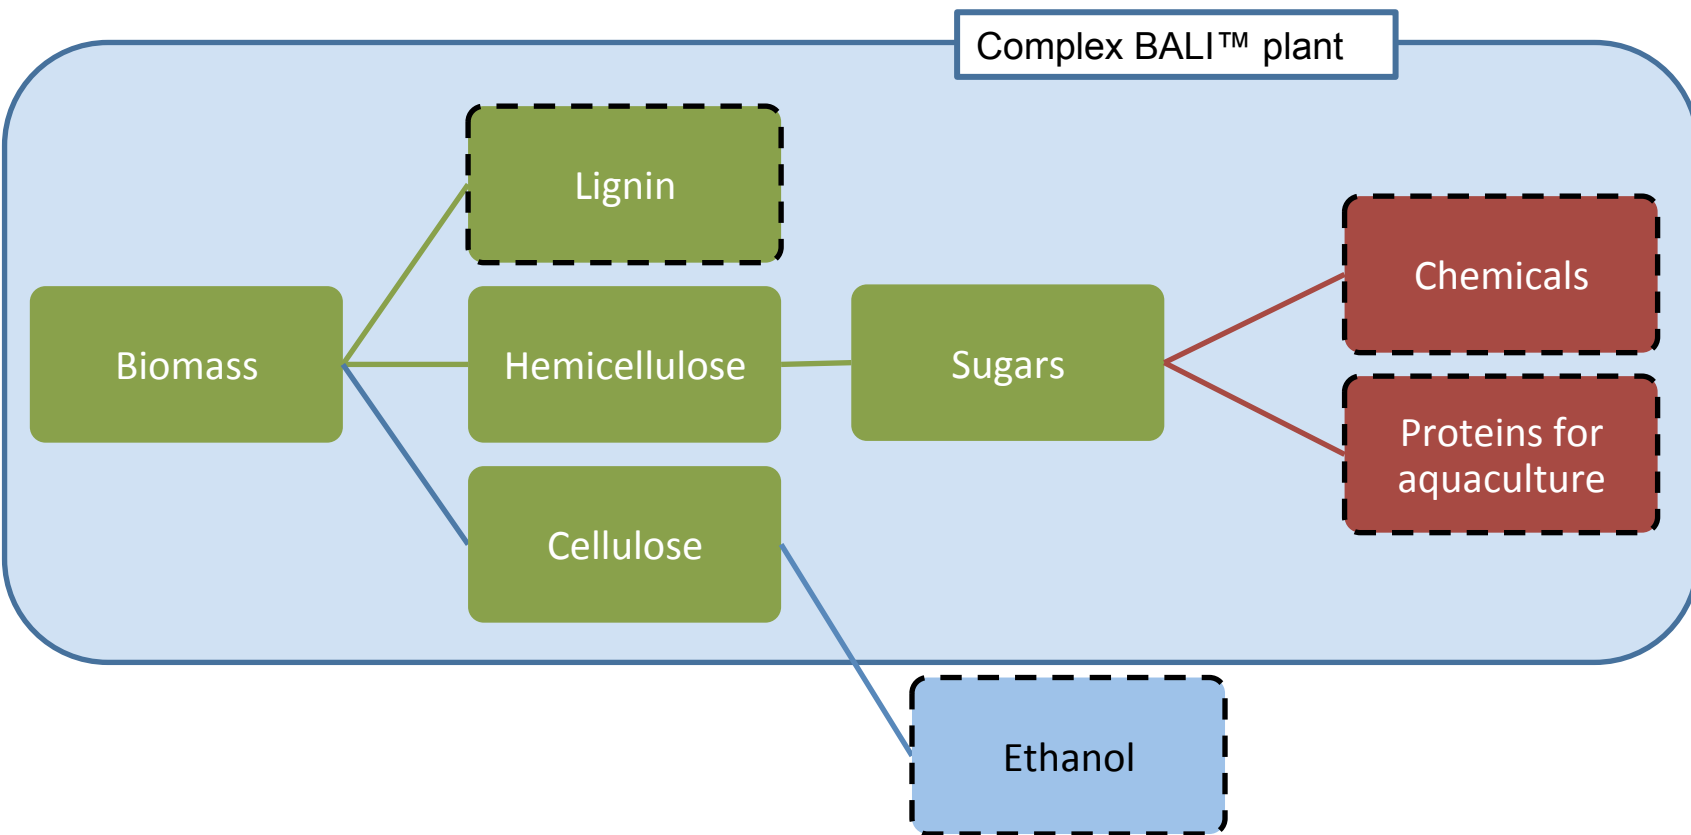 Complex BALI™ plant
Lignin
Biomass
Hemicellulose
Sugars
Cellulose
Chemicals
Proteins for
aquaculture
Ethanol